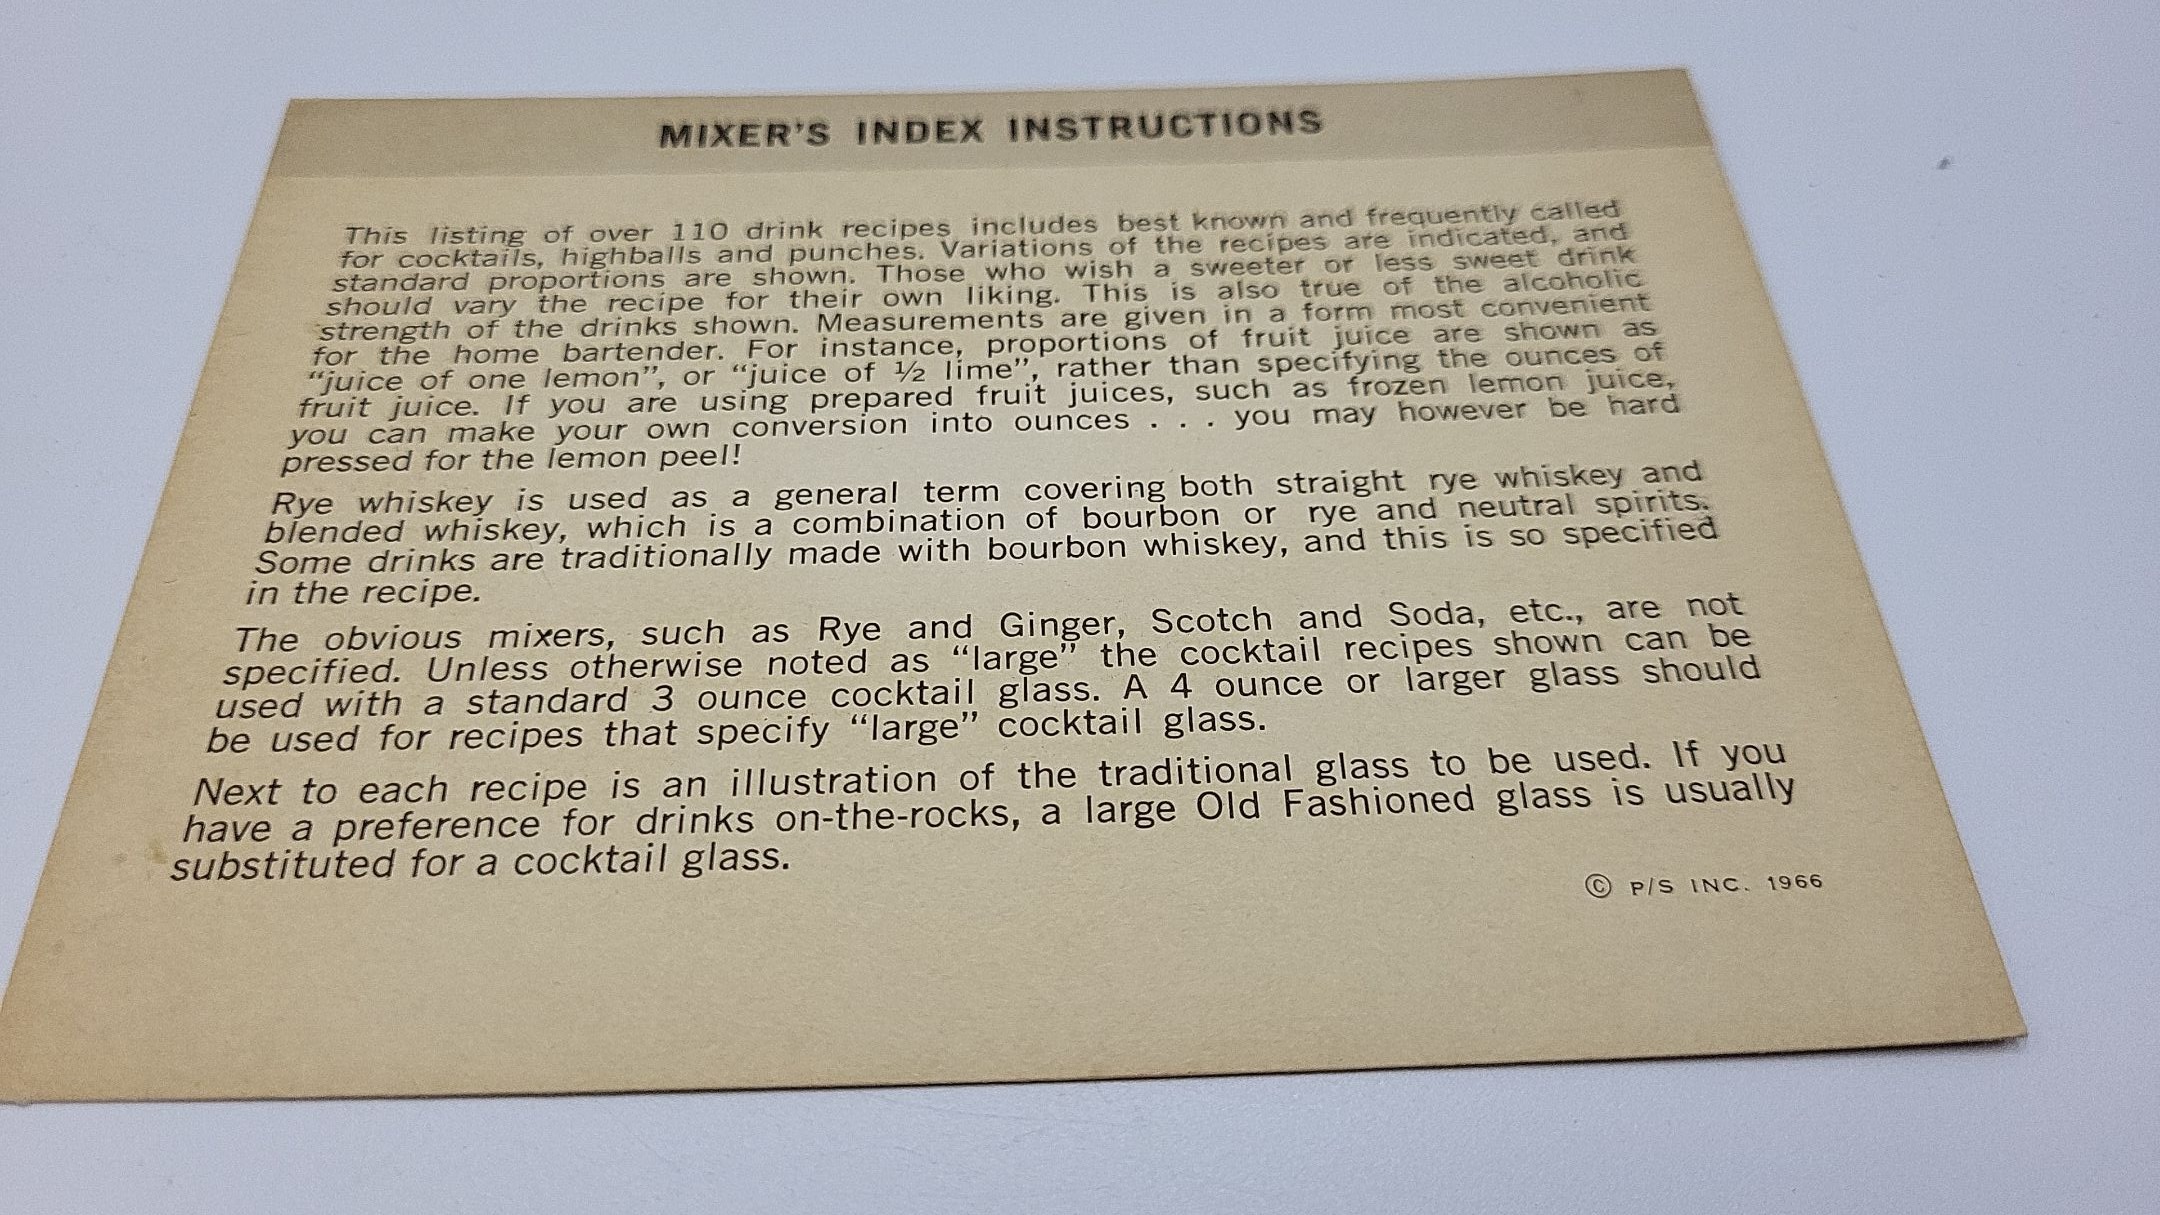 MIXER'S INDEX INSTRUCTIONS
This listing of over 110 drink recipes includes best known and frequently called
for cocktails, highballs and punches. Variations of the recipes are indicated, and
standard proportions are shown. Those who wish a sweeter or less sweet drink
should vary the recipe for their own liking. This is also true of the alcoholic
strength of the drinks shown. Measurements are given in a form most convenient
for the home bartender. For instance, proportions of fruit juice are shown as
“juice of one lemon”, or “juice of ½ lime”, rather than specifying the ounces of
fruit juice. If you are using prepared fruit juices, such as frozen lemon juice,
you can make your own conversion into ounces . . . you may however be hard
pressed for the lemon peel!
Rye whiskey is used as a general term covering both straight rye whiskey and
blended whiskey, which is a combination of bourbon or rye and neutral spirits.
Some drinks are traditionally made with bourbon whiskey, and this is so specified
in the recipe.
The obvious mixers, such as Rye and Ginger, Scotch and Soda, etc., are not
specified. Unless otherwise noted as “large” the cocktail recipes shown can be
used with a standard 3 ounce cocktail glass. A 4 ounce or larger glass should
be used for recipes that specify “large” cocktail glass.
Next to each recipe is an illustration of the traditional glass to be used. If you
have a preference for drinks on-the-rocks, a large Old Fashioned glass is usually
substituted for a cocktail glass.
© P/S INC. 1966